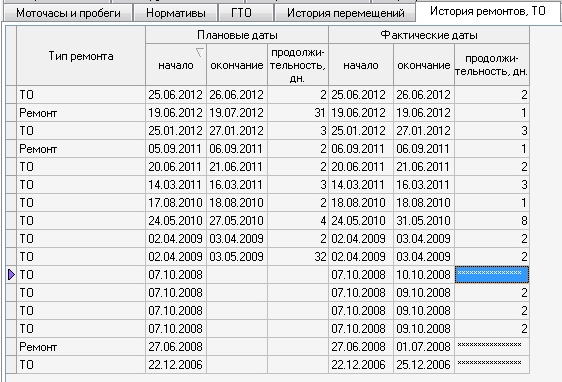 Моточасы и пробеги Нормативы ГТО История перемещений История ремонтов, ТО
Тип ремонта Плановые даты Фактические даты
начало окончание продолжи-тельность, дн. начало окончание продолжи-тельность, дн.
ТО 25.06.2012 26.06.2012 2 25.06.2012 26.06.2012 2
Ремонт 19.06.2012 19.07.2012 31 19.06.2012 19.06.2012 1
ТО 25.01.2012 27.01.2012 3 25.01.2012 27.01.2012 3
Ремонт 05.09.2011 06.09.2011 2 06.09.2011 06.09.2011 1
ТО 20.06.2011 21.06.2011 2 20.06.2011 21.06.2011 2
ТО 14.03.2011 16.03.2011 3 14.03.2011 16.03.2011 3
ТО 17.08.2010 18.08.2010 2 18.08.2010 18.08.2010 1
ТО 24.05.2010 27.05.2010 4 24.05.2010 31.05.2010 8
ТО 02.04.2009 03.04.2009 2 02.04.2009 03.04.2009 2
ТО 02.04.2009 03.05.2009 32 02.04.2009 03.04.2009 2
ТО 07.10.2008 07.10.2008 10.10.2008 ****************
ТО 07.10.2008 07.10.2008 09.10.2008 2
ТО 07.10.2008 07.10.2008 09.10.2008 2
ТО 07.10.2008 07.10.2008 09.10.2008 2
Ремонт 27.06.2008 27.06.2008 01.07.2008 ****************
ТО 22.12.2006 22.12.2006 25.12.2006 ****************